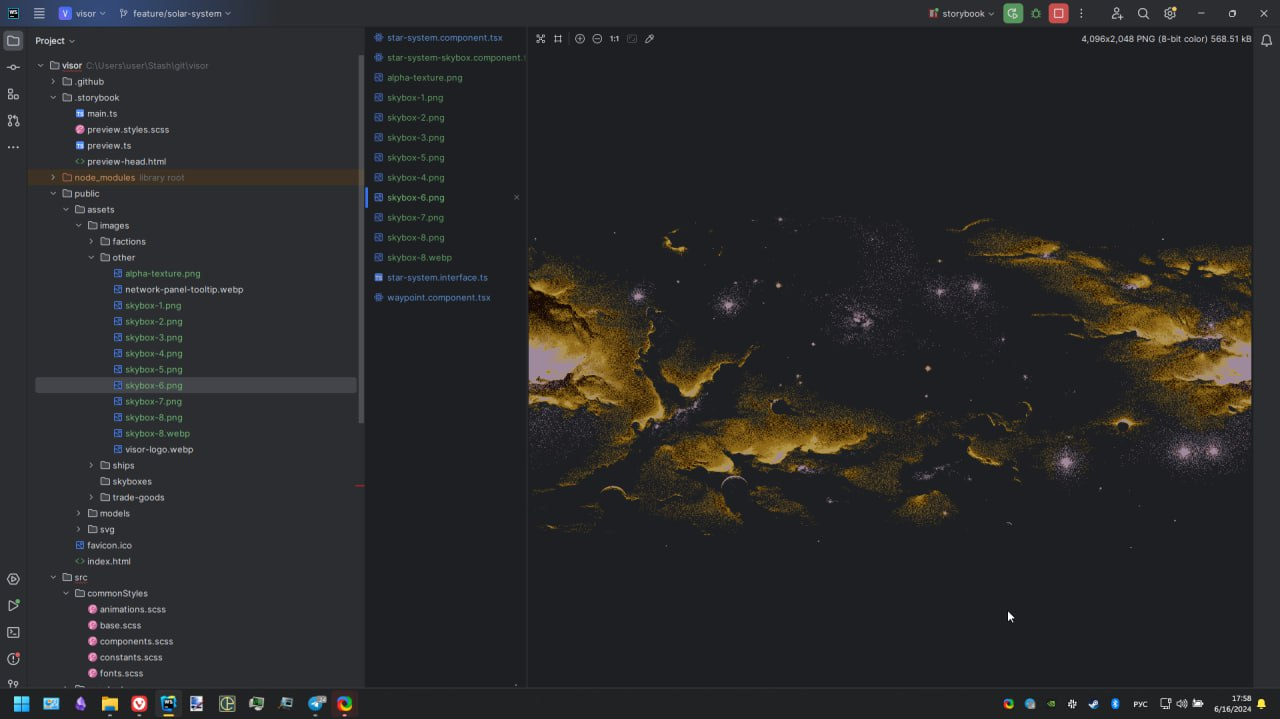 WS
V visor
feature/solar-system
storybook
Project
visor C:\Users\user\Stash\git\visor
.github
.storybook
main.ts
preview.styles.scss
preview.ts
preview-head.html
node_modules library root
public
assets
images
factions
other
alpha-texture.png
network-panel-tooltip.webp
skybox-1.png
skybox-2.png
skybox-3.png
skybox-4.png
skybox-5.png
skybox-6.png
skybox-7.png
skybox-8.png
skybox-8.webp
visor-logo.webp
ships
skyboxes
trade-goods
models
svg
favicon.ico
index.html
src
commonStyles
animations.scss
base.scss
components.scss
constants.scss
fonts.scss
star-system.component.tsx
star-system-skybox.component.
alpha-texture.png
skybox-1.png
skybox-2.png
skybox-3.png
skybox-5.png
skybox-4.png
skybox-6.png
skybox-7.png
skybox-8.png
skybox-8.webp
star-system.interface.ts
waypoint.component.tsx
1:1
4,096x2,048 PNG (8-bit color) 568.51 kB
РУС
17:58
6/16/2024